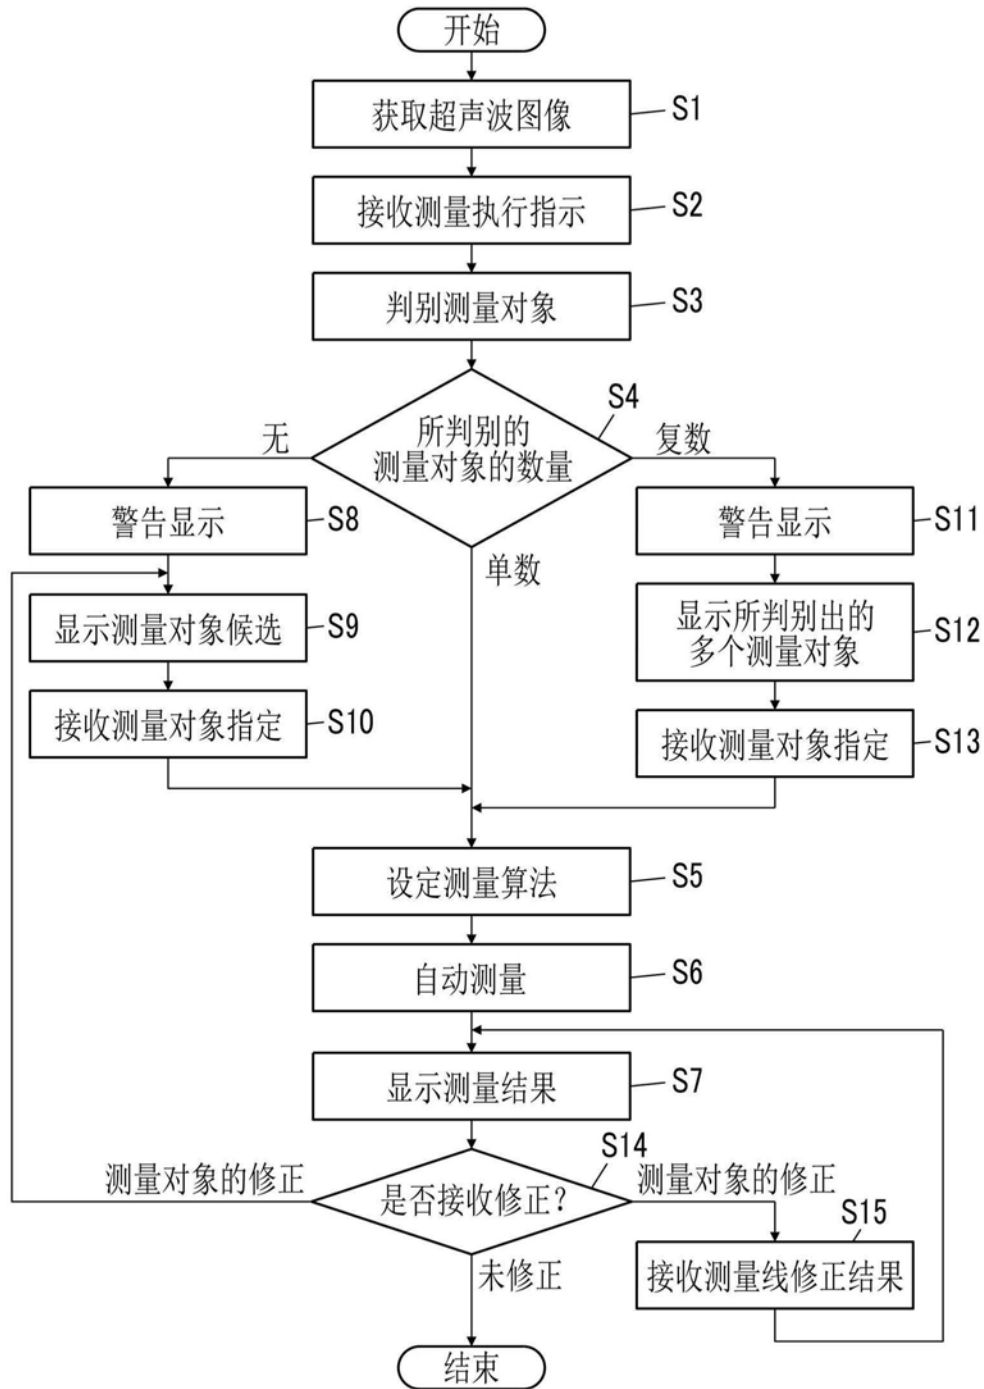 开始
获取超声波图像
S1
接收测量执行指示
S2
判别测量对象
S3
所判别的
测量对象的数量
S4
无
复数
单数
警告显示
S8
警告显示
S11
显示测量对象候选
S9
显示所判别出的
多个测量对象
S12
接收测量对象指定
S10
接收测量对象指定
S13
设定测量算法
S5
自动测量
S6
显示测量结果
S7
是否接收修正?
S14
测量对象的修正
测量对象的修正
未修正
接收测量线修正结果
S15
结束